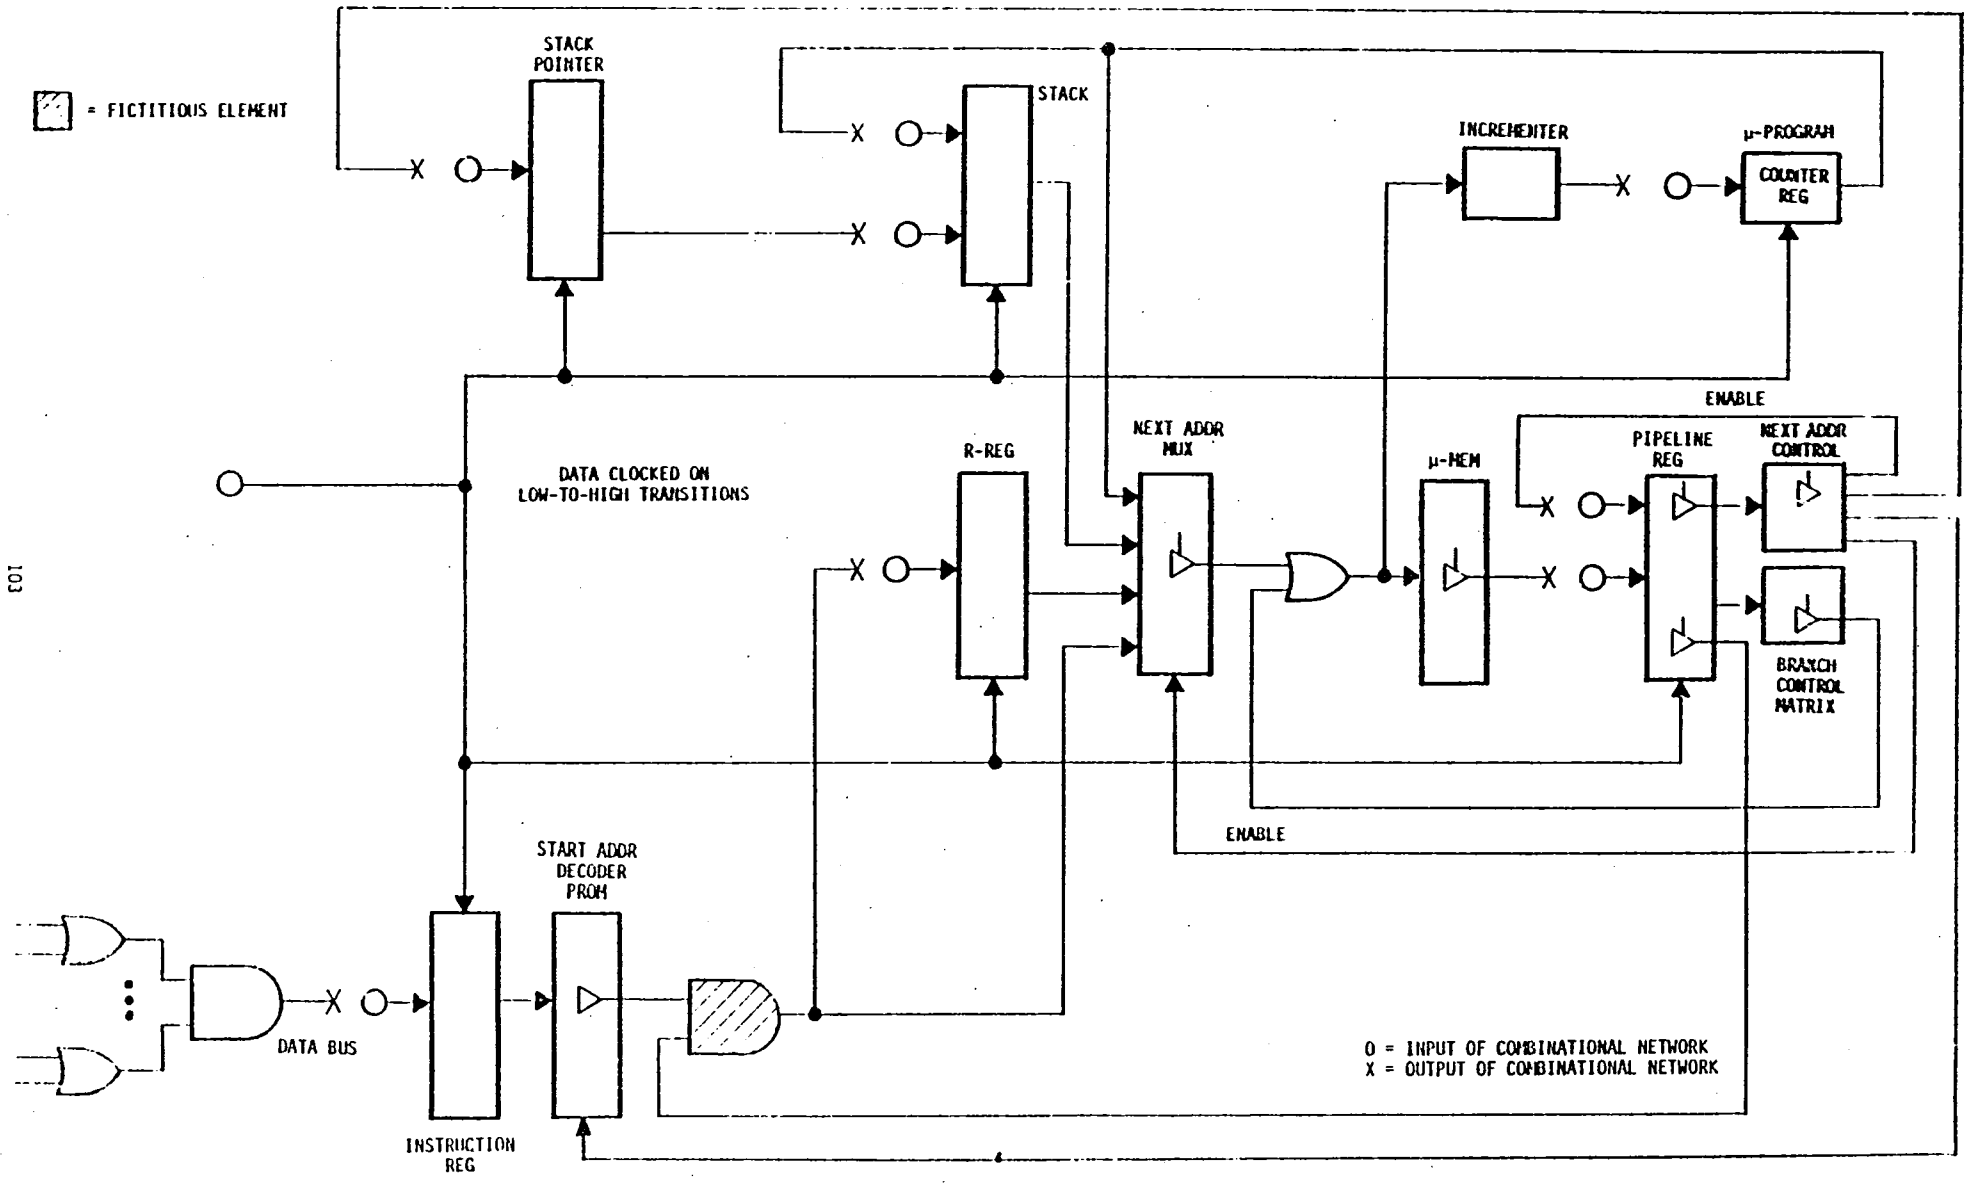 STACK
POINTER
= FICTITIOUS ELEMENT
STACK
INCREMENTER
μ-PROGRAM
COUNTER
REG
ENABLE
NEXT ADDR
CONTROL
PIPELINE
REG
NEXT ADDR
MUX
R-REG
μ-MEM
DATA CLOCKED ON
LOW-TO-HIGH TRANSITIONS
103
BRANCH
CONTROL
MATRIX
ENABLE
START ADDR
DECODER
PROM
DATA BUS
O = INPUT OF COMBINATIONAL NETWORK
X = OUTPUT OF COMBINATIONAL NETWORK
INSTRUCTION
REG